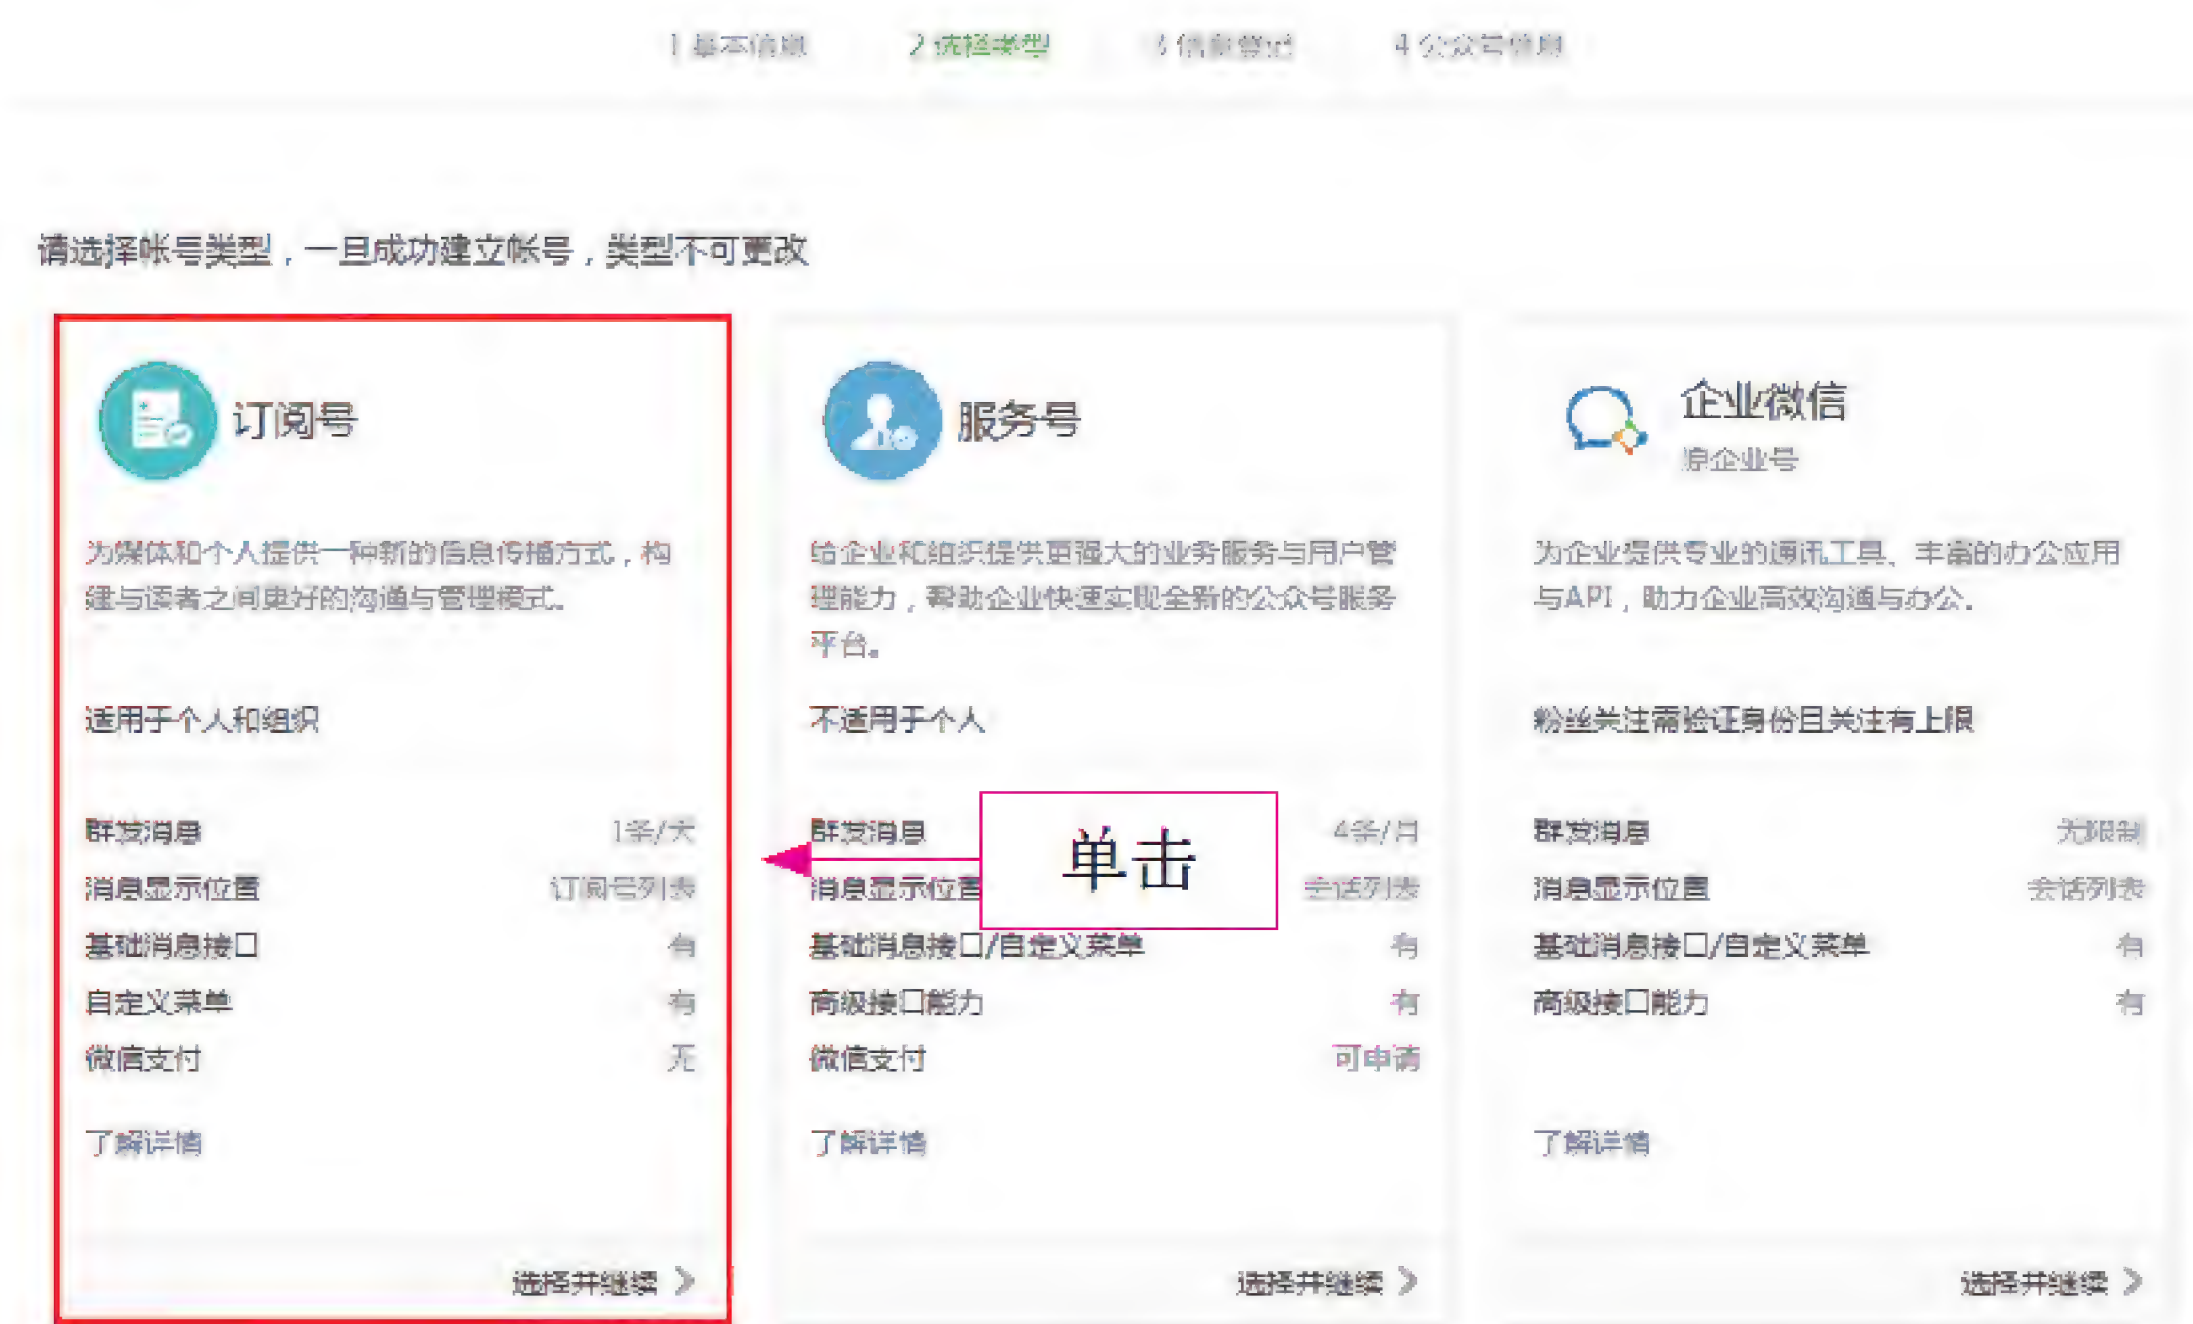 1 基本信息 2 选择类型 3 信息登记 4 公众号信息
请选择帐号类型，一旦成功建立帐号，类型不可更改
订阅号
为媒体和个人提供一种新的信息传播方式，构
建与读者之间更好的沟通与管理模式。
适用于个人和组织
群发消息 1条/天
消息显示位置 订阅号列表
基础消息接口 有
自定义菜单 有
微信支付 无
了解详情
选择并继续
服务号
给企业和组织提供更强大的业务服务与用户管
理能力，帮助企业快速实现全新的公众号服务
平台。
不适用于个人
群发消息 4条/月
消息显示位置 会话列表
基础消息接口/自定义菜单 有
高级接口能力 有
微信支付 可申请
了解详情
选择并继续
单击
企业微信
原企业号
为企业提供专业的通讯工具、丰富的办公应用
与API，助力企业高效沟通与办公。
粉丝关注需验证身份且关注有上限
群发消息 无限制
消息显示位置 会话列表
基础消息接口/自定义菜单 有
高级接口能力 有
了解详情
选择并继续